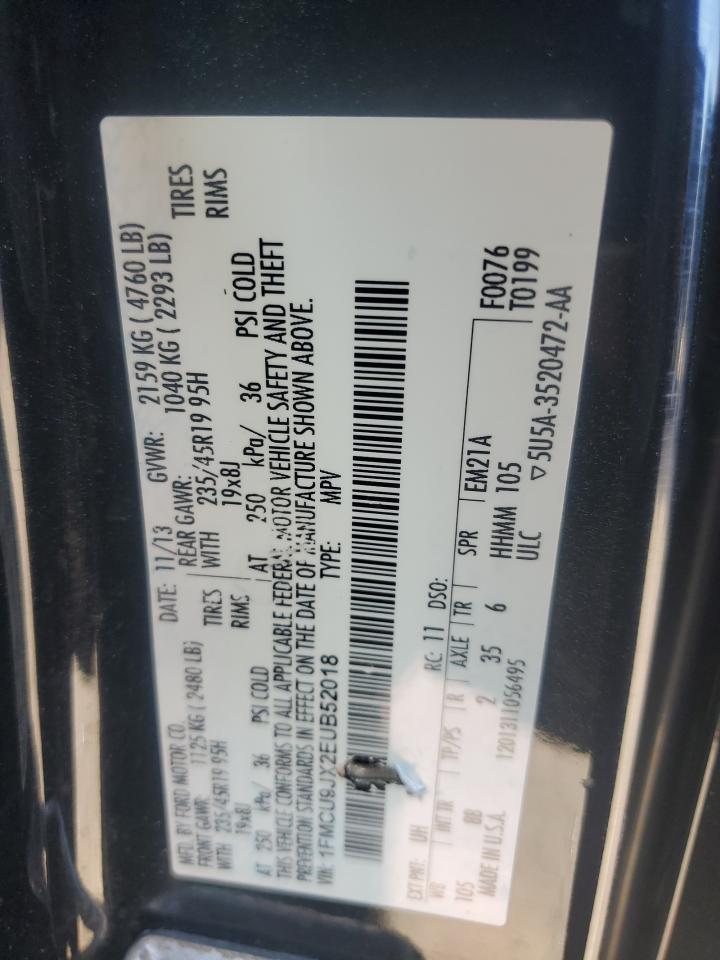 MFD. BY FORD MOTOR CO.
DATE: 11/13 GVWR: 2159 KG ( 4760 LB)
FRONT GAWR: 1125 KG ( 2480 LB)
REAR GAWR: 1040 KG ( 2293 LB)
WITH 235/45R19 95H TIRES
WITH 235/45R19 95H TIRES
19x8J RIMS
19x8J RIMS
AT 250 kPa/ 36 PSI COLD
AT 250 kPa/ 36 PSI COLD
THIS VEHICLE CONFORMS TO ALL APPLICABLE FEDERAL MOTOR VEHICLE SAFETY AND THEFT
PREVENTION STANDARDS IN EFFECT ON THE DATE OF MANUFACTURE SHOWN ABOVE.
VIN: 1FMCU9JX2EUB52018 TYPE: MPV
F0076
T0199
EXT PNT: UH RC: 11 DSO:
WB INT TR TP/PS R AXLE TR SPR EM21A
105 BB 2 35 6 HHMM 105
MADE IN U.S.A. 1201311056495 ULC
▽5U5A-3520472-AA